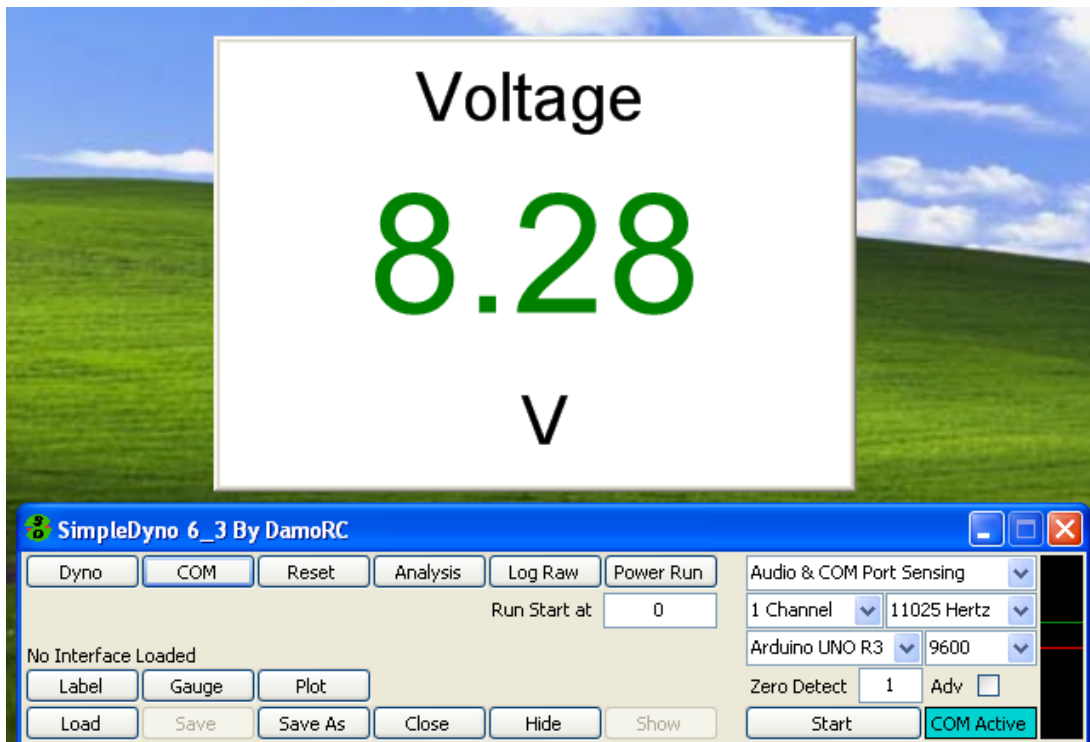 Voltage
8.28
V
SimpleDyno 6_3 By DamoRC
Dyno COM Reset Analysis Log Raw Power Run Audio & COM Port Sensing
Run Start at 0 1 Channel 11025 Hertz
No Interface Loaded Arduino UNO R3 9600
Label Gauge Plot Zero Detect 1 Adv
Load Save Save As Close Hide Show Start COM Active